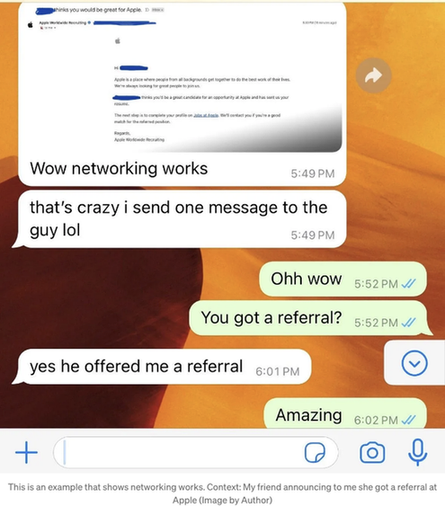 thinks you would be great for Apple.
Apple Worldwide Recruiting
Hi
Apple is a place where people from all backgrounds get together to do the best work of their lives.
We're always looking for great people to join us.
thinks you'd be a great candidate for an opportunity at Apple and has sent us your
resume.
The next step is to complete your profile on Jobs at Apple. We'll contact you if you're a good
match for the referred position.
Regards,
Apple Worldwide Recruiting
Wow networking works
5:49 PM
that's crazy i send one message to the
guy lol
5:49 PM
Ohh wow 5:52 PM
You got a referral? 5:52 PM
yes he offered me a referral 6:01 PM
Amazing 6:02 PM
This is an example that shows networking works. Context: My friend announcing to me she got a referral at
Apple (Image by Author)